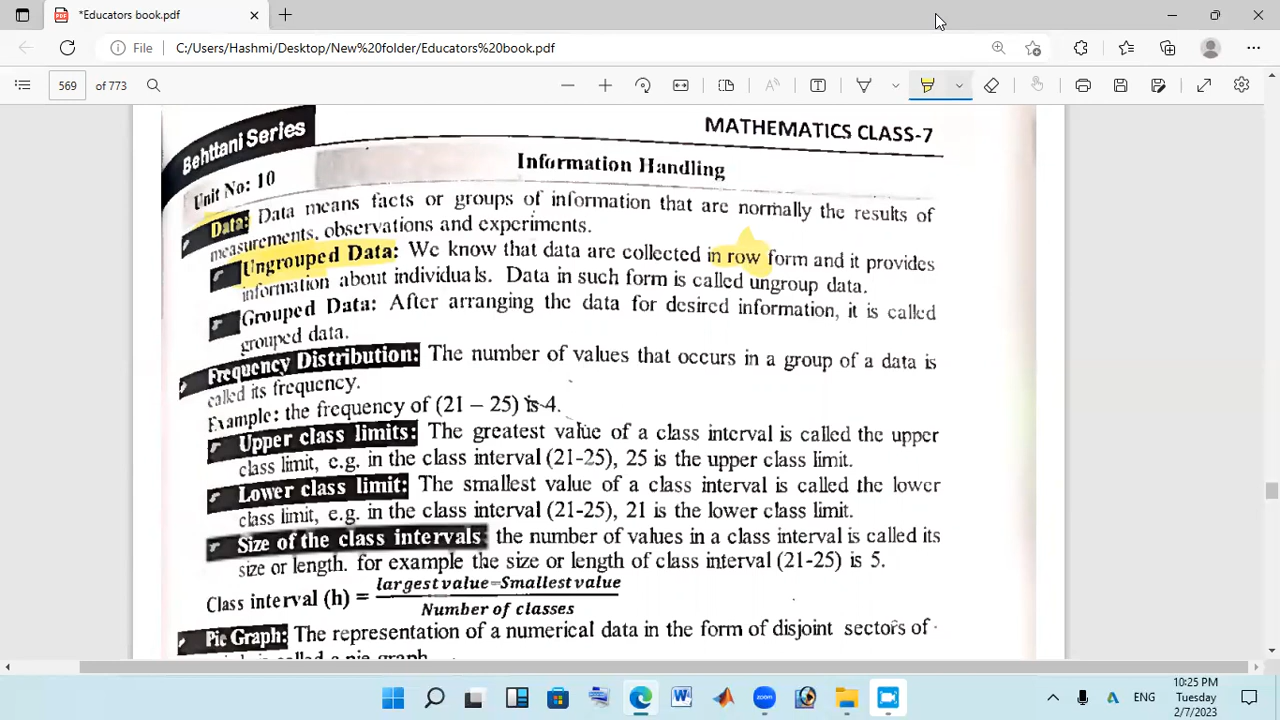 *Educators book.pdf
File C:/Users/Hashmi/Desktop/New%20folder/Educators%20book.pdf
569 of 773
Behttani Series
MATHEMATICS CLASS-7
Unit No: 10
Information Handling
Data: Data means facts or groups of information that are normally the results of
measurements, observations and experiments.
Ungrouped Data: We know that data are collected in row form and it provides
information about individuals. Data in such form is called ungroup data.
Grouped Data: After arranging the data for desired information, it is called
grouped data.
Frequency Distribution: The number of values that occurs in a group of a data is
called its frequency.
Example: the frequency of (21 – 25) is 4.
Upper class limits: The greatest value of a class interval is called the upper
class limit, e.g. in the class interval (21-25), 25 is the upper class limit.
Lower class limit: The smallest value of a class interval is called the lower
class limit, e.g. in the class interval (21-25), 21 is the lower class limit.
Size of the class intervals: the number of values in a class interval is called its
size or length. for example the size or length of class interval (21-25) is 5.
largest value-Smallest value
Class interval (h) =
Number of classes
Pie Graph: The representation of a numerical data in the form of disjoint sectors of
called a pie graph
ENG
10:25 PM
Tuesday
2/7/2023